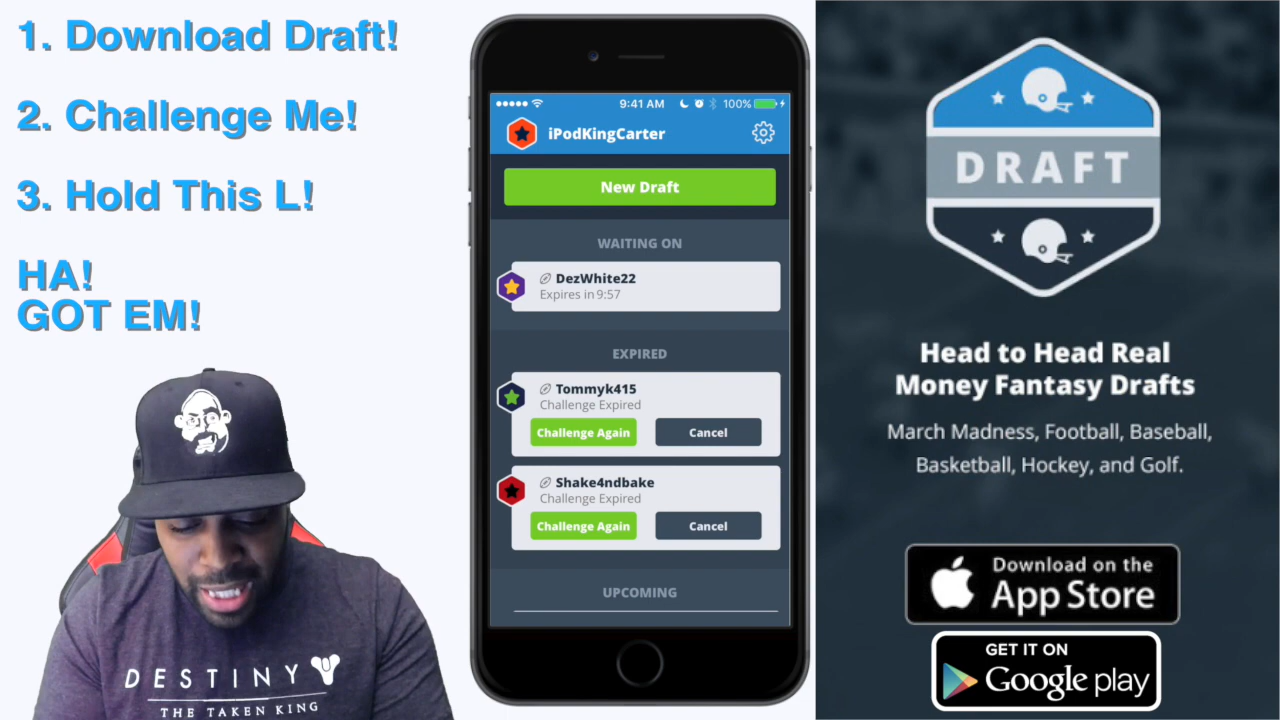 1. Download Draft!
2. Challenge Me!
3. Hold This L!
HA!
GOT EM!
DESTINY
THE TAKEN KING
9:41 AM
100%
iPodKingCarter
New Draft
WAITING ON
DezWhite22
Expires in 9:57
EXPIRED
Tommyk415
Challenge Expired
Challenge Again
Cancel
Shake4ndbake
Challenge Expired
Challenge Again
Cancel
UPCOMING
DRAFT
Head to Head Real
Money Fantasy Drafts
March Madness, Football, Baseball,
Basketball, Hockey, and Golf.
Download on the
App Store
GET IT ON
Google play